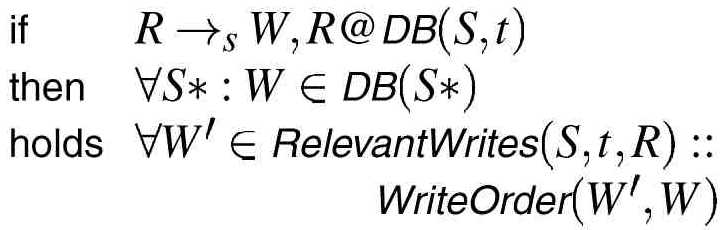 if R →ₛ W, R@DB(S, t)
then ∀S∗ : W ∈ DB(S∗)
holds ∀W′ ∈ RelevantWrites(S, t, R) ::
WriteOrder(W′, W)